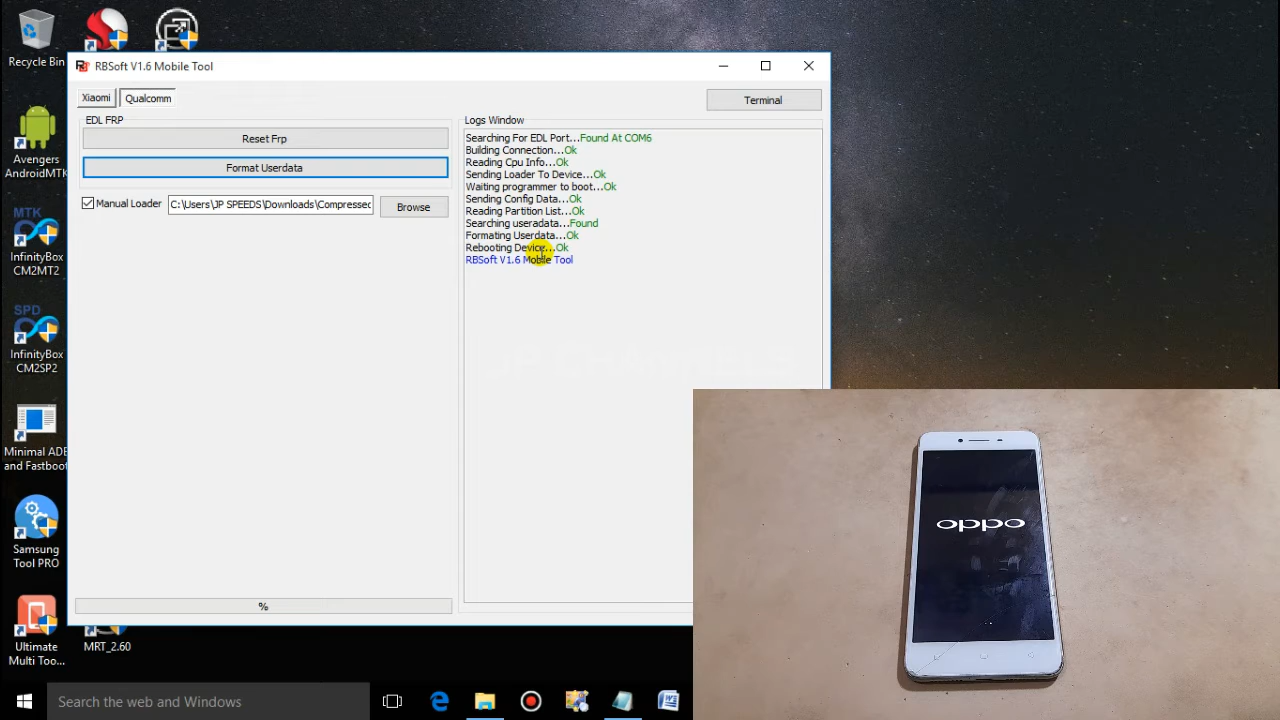 Recycle Bin
Avengers
AndroidMTK
MTK
InfinityBox
CM2MT2
SPD
InfinityBox
CM2SP2
Minimal ADB
and Fastboot
Samsung
Tool PRO
Ultimate
Multi Too...
MRT_2.60
RBSoft V1.6 Mobile Tool
Xiaomi
Qualcomm
Terminal
EDL FRP
Reset Frp
Format Userdata
Manual Loader
C:\Users\JP SPEEDS\Downloads\Compressed
Browse
%
Logs Window
Searching For EDL Port...Found At COM6
Building Connection...Ok
Reading Cpu Info...Ok
Sending Loader To Device...Ok
Waiting programmer to boot...Ok
Sending Config Data...Ok
Reading Partition List...Ok
Searching useradata...Found
Formating Userdata...Ok
Rebooting Device...Ok
RBSoft V1.6 Mobile Tool
oppo
Search the web and Windows